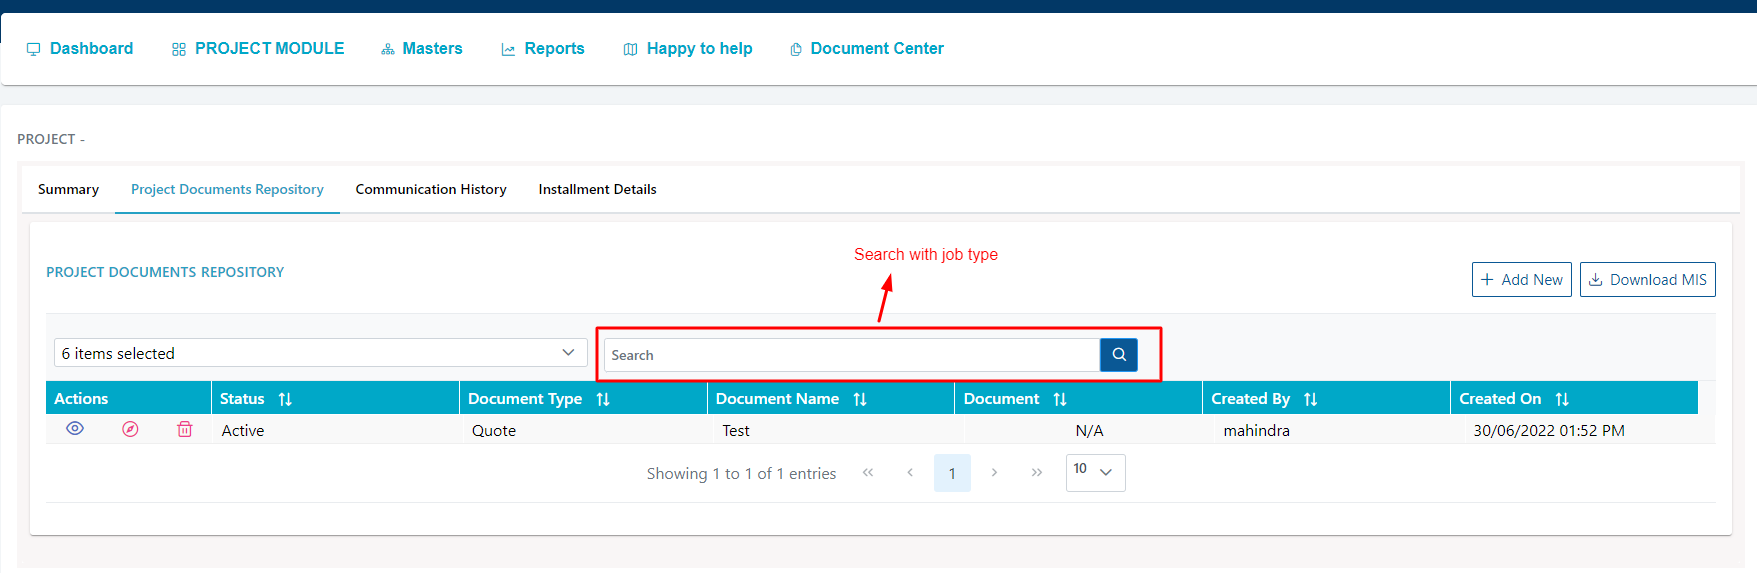 Dashboard PROJECT MODULE Masters Reports Happy to help Document Center
PROJECT -
Summary Project Documents Repository Communication History Installment Details
Search with job type
PROJECT DOCUMENTS REPOSITORY
Add New Download MIS
6 items selected Search
Actions Status Document Type Document Name Document Created By Created On
Active Quote Test N/A mahindra 30/06/2022 01:52 PM
Showing 1 to 1 of 1 entries « ‹ 1 › » 10